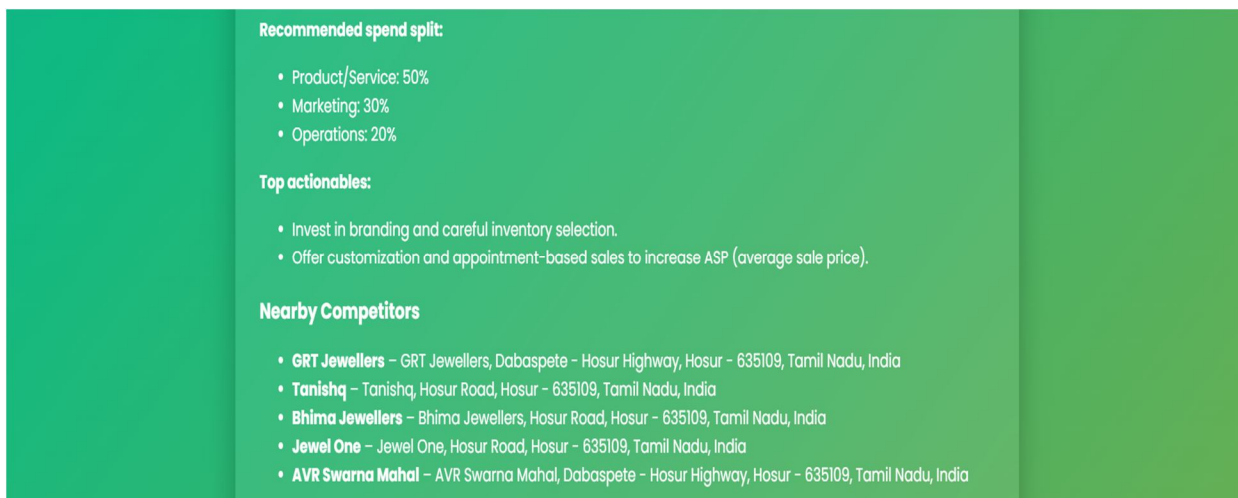 Recommended spend split:
• Product/Service: 50%
• Marketing: 30%
• Operations: 20%
Top actionables:
• Invest in branding and careful inventory selection.
• Offer customization and appointment-based sales to increase ASP (average sale price).
Nearby Competitors
• GRT Jewellers – GRT Jewellers, Dabaspete - Hosur Highway, Hosur - 635109, Tamil Nadu, India
• Tanishq – Tanishq, Hosur Road, Hosur - 635109, Tamil Nadu, India
• Bhima Jewellers – Bhima Jewellers, Hosur Road, Hosur - 635109, Tamil Nadu, India
• Jewel One – Jewel One, Hosur Road, Hosur - 635109, Tamil Nadu, India
• AVR Swarna Mahal – AVR Swarna Mahal, Dabaspete - Hosur Highway, Hosur - 635109, Tamil Nadu, India